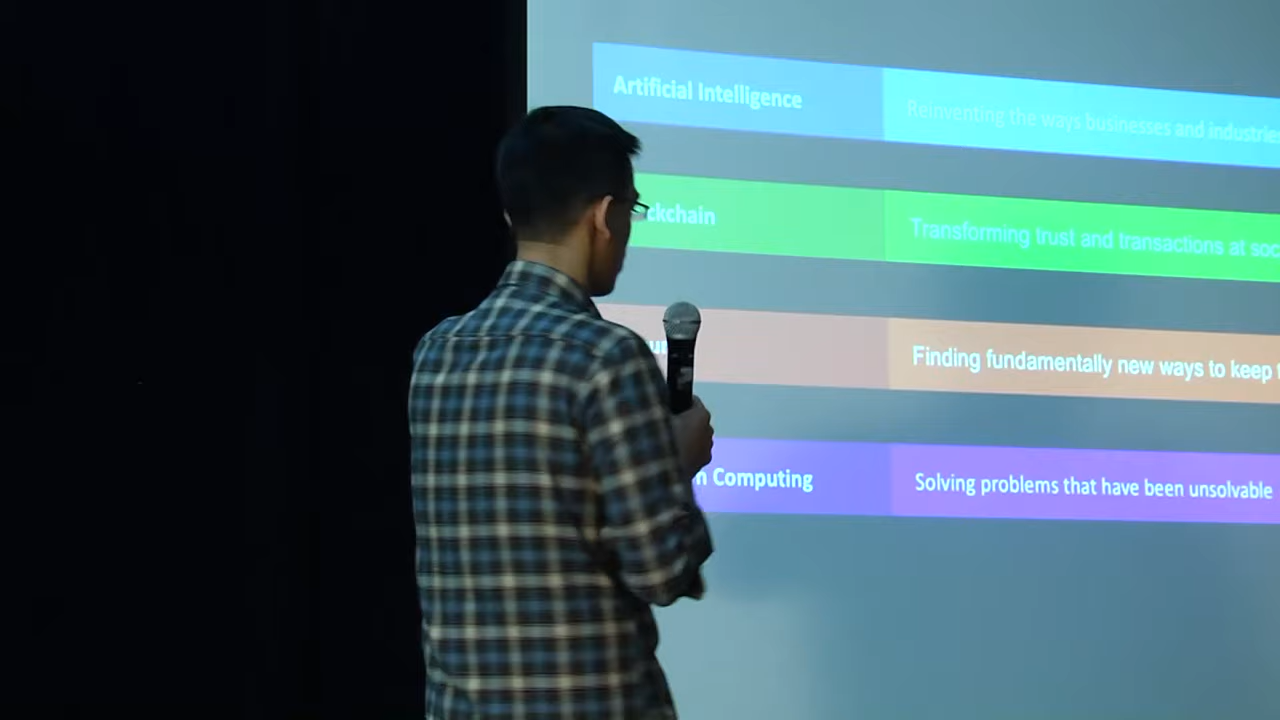 Artificial Intelligence
Reinventing the ways businesses and industries
ckchain
Transforming trust and transactions at soc
Finding fundamentally new ways to keep
Computing
Solving problems that have been unsolvable